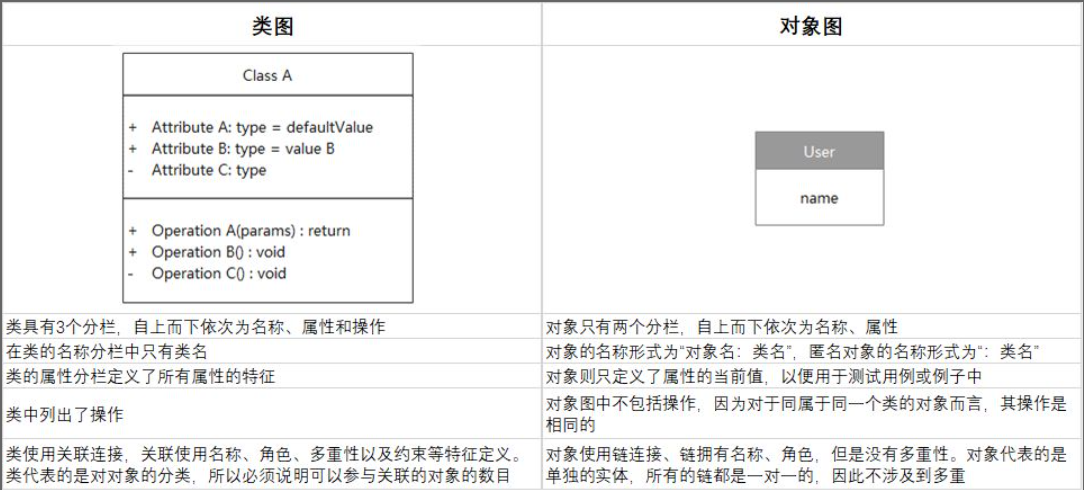 类图
对象图
Class A
+ Attribute A: type = defaultValue
+ Attribute B: type = value B
- Attribute C: type
+ Operation A(params) : return
+ Operation B() : void
- Operation C() : void
User
name
类具有3个分栏，自上而下依次为名称、属性和操作
对象只有两个分栏，自上而下依次为名称、属性
在类的名称分栏中只有类名
对象的名称形式为“对象名：类名”，匿名对象的名称形式为“：类名”
类的属性分栏定义了所有属性的特征
对象则只定义了属性的当前值，以便用于测试用例或例子中
类中列出了操作
对象图中不包括操作，因为对于同属于同一个类的对象而言，其操作是
相同的
类使用关联连接，关联使用名称、角色、多重性以及约束等特征定义。
类代表的是对对象的分类，所以必须说明可以参与关联的对象的数目
对象使用链连接、链拥有名称、角色，但是没有多重性。对象代表的是
单独的实体，所有的链都是一对一的，因此不涉及到多重